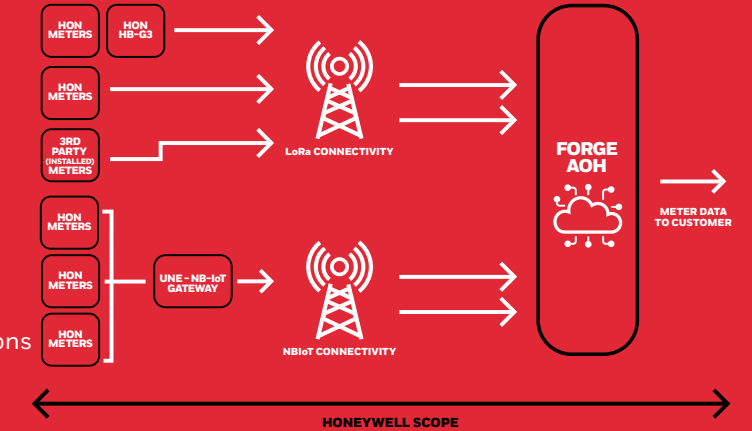 HON
METERS
HON
HB-G3
HON
METERS
3RD
PARTY
(INSTALLED)
METERS
LoRa CONNECTIVITY
HON
METERS
HON
METERS
HON
METERS
ons
UNE - NB-IoT
GATEWAY
NBIoT CONNECTIVITY
FORGE
AOH
METER DATA
TO CUSTOMER
HONEYWELL SCOPE